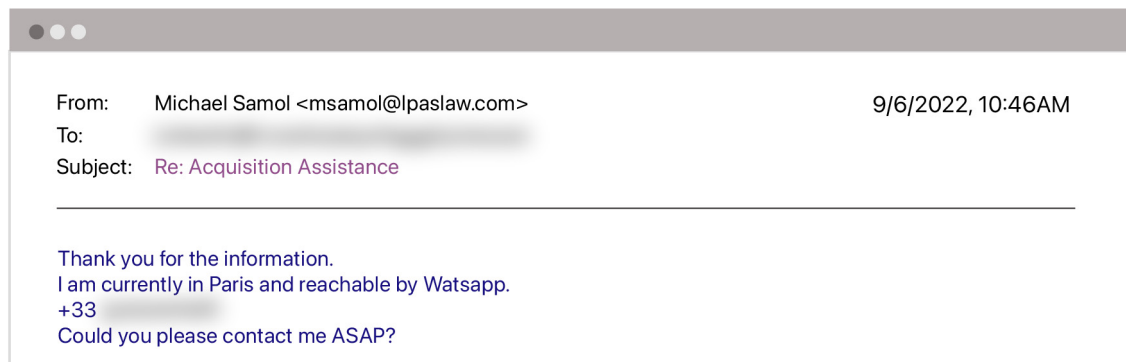 From: Michael Samol <msamol@lpaslaw.com> 9/6/2022, 10:46AM
To:
Subject: Re: Acquisition Assistance
Thank you for the information.
I am currently in Paris and reachable by Watsapp.
+33
Could you please contact me ASAP?